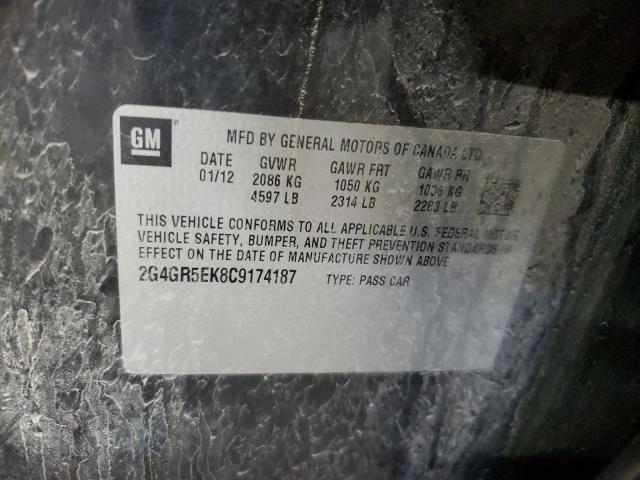 GM
MFD BY GENERAL MOTORS OF CANADA LTD
DATE GVWR GAWR FRT GAWR RR
01/12 2086 KG 1050 KG 1036 KG
4597 LB 2314 LB 2283 LB
THIS VEHICLE CONFORMS TO ALL APPLICABLE U.S. FEDERAL MOTOR
VEHICLE SAFETY, BUMPER, AND THEFT PREVENTION STANDARDS IN
EFFECT ON THE DATE OF MANUFACTURE SHOWN ABOVE
2G4GR5EK8C9174187 TYPE: PASS CAR